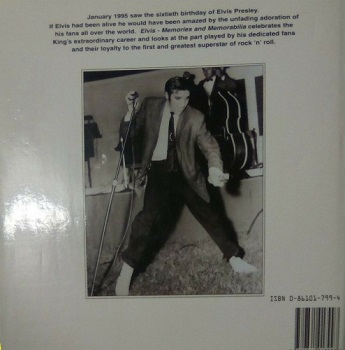 January 1995 saw the sixtieth birthday of Elvis Presley.
If Elvis had been alive he would have been amazed by the unfading adoration of
his fans all over the world. Elvis - Memories and Memorabilia celebrates the
King's extraordinary career and looks at the part played by his dedicated fans
and their loyalty to the first and greatest superstar of rock 'n' roll.
ISBN 0-86101-799-4